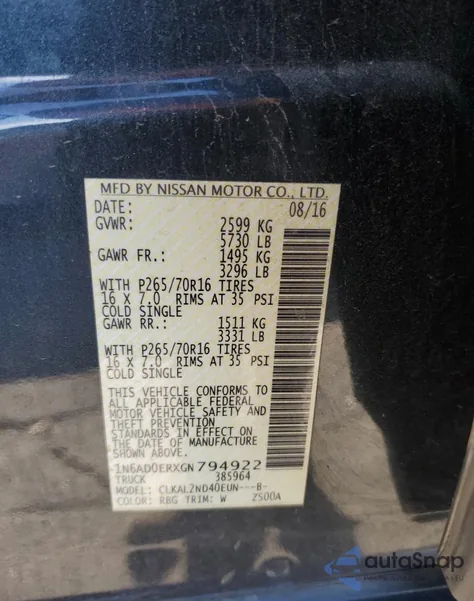 MFD BY NISSAN MOTOR CO., LTD.
DATE: 08/16
GVWR: 2599 KG
5730 LB
GAWR FR.: 1495 KG
3296 LB
WITH P265/70R16 TIRES
16 X 7.0 RIMS AT 35 PSI
COLD SINGLE
GAWR RR.: 1511 KG
3331 LB
WITH P265/70R16 TIRES
16 X 7.0 RIMS AT 35 PSI
COLD SINGLE
THIS VEHICLE CONFORMS TO
ALL APPLICABLE FEDERAL
MOTOR VEHICLE SAFETY AND
THEFT PREVENTION
STANDARDS IN EFFECT ON
THE DATE OF MANUFACTURE
SHOWN ABOVE
1N6AD0ERXGN794922
TRUCK 385964
MODEL: CLKAL2ND40EUN---B-
COLOR: RBG TRIM: W ZS00A
autoSnap